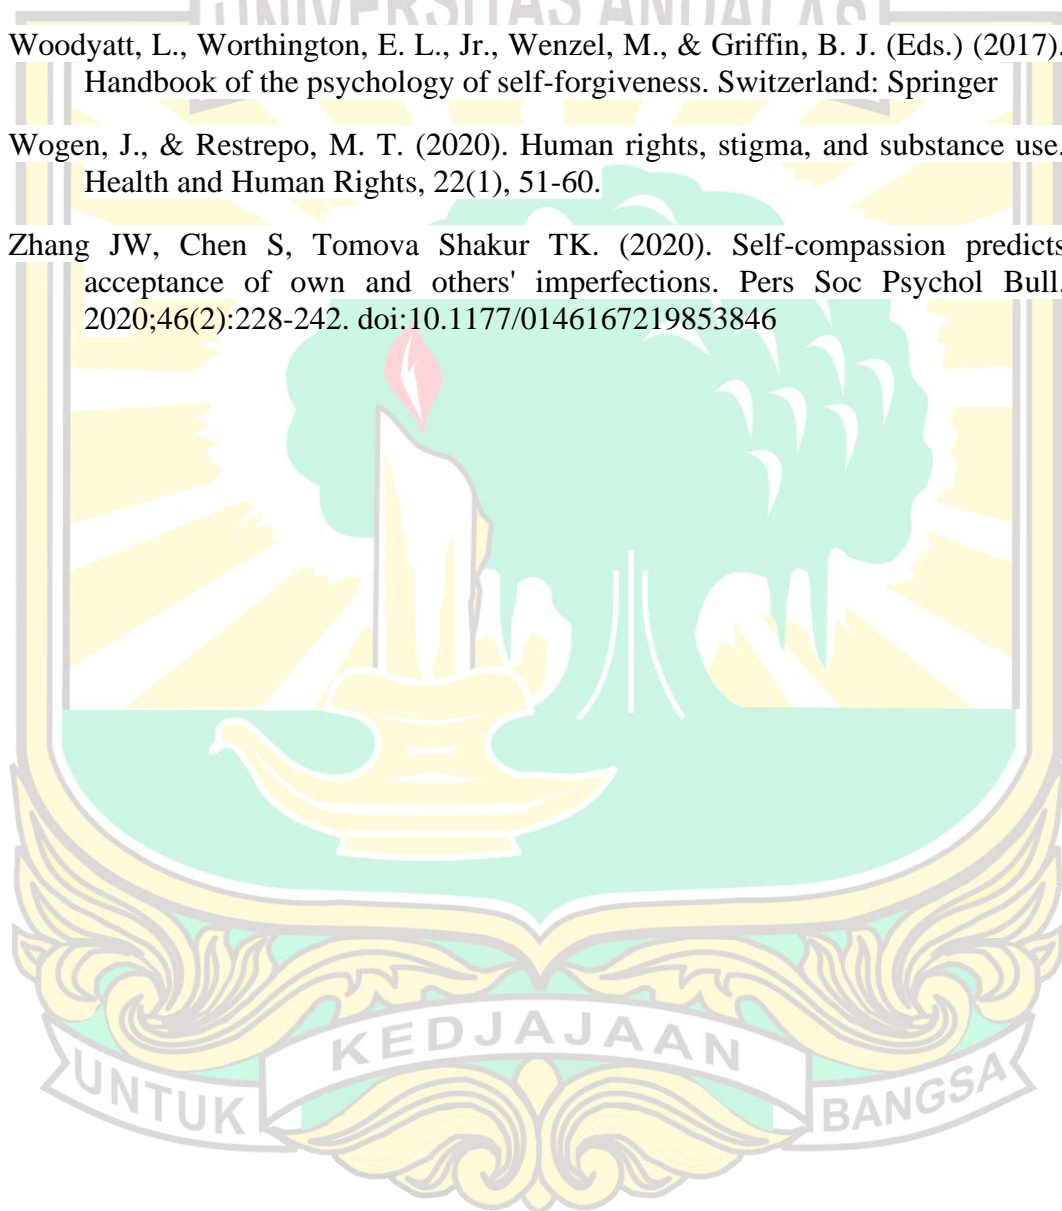 UNIVERSITAS ANDALAS
Woodyatt, L., Worthington, E. L., Jr., Wenzel, M., & Griffin, B. J. (Eds.) (2017).
Handbook of the psychology of self-forgiveness. Switzerland: Springer
Wogen, J., & Restrepo, M. T. (2020). Human rights, stigma, and substance use.
Health and Human Rights, 22(1), 51-60.
Zhang JW, Chen S, Tomova Shakur TK. (2020). Self-compassion predicts
acceptance of own and others' imperfections. Pers Soc Psychol Bull.
2020;46(2):228-242. doi:10.1177/0146167219853846
UNTUK KEDJAJAAN BANGSA